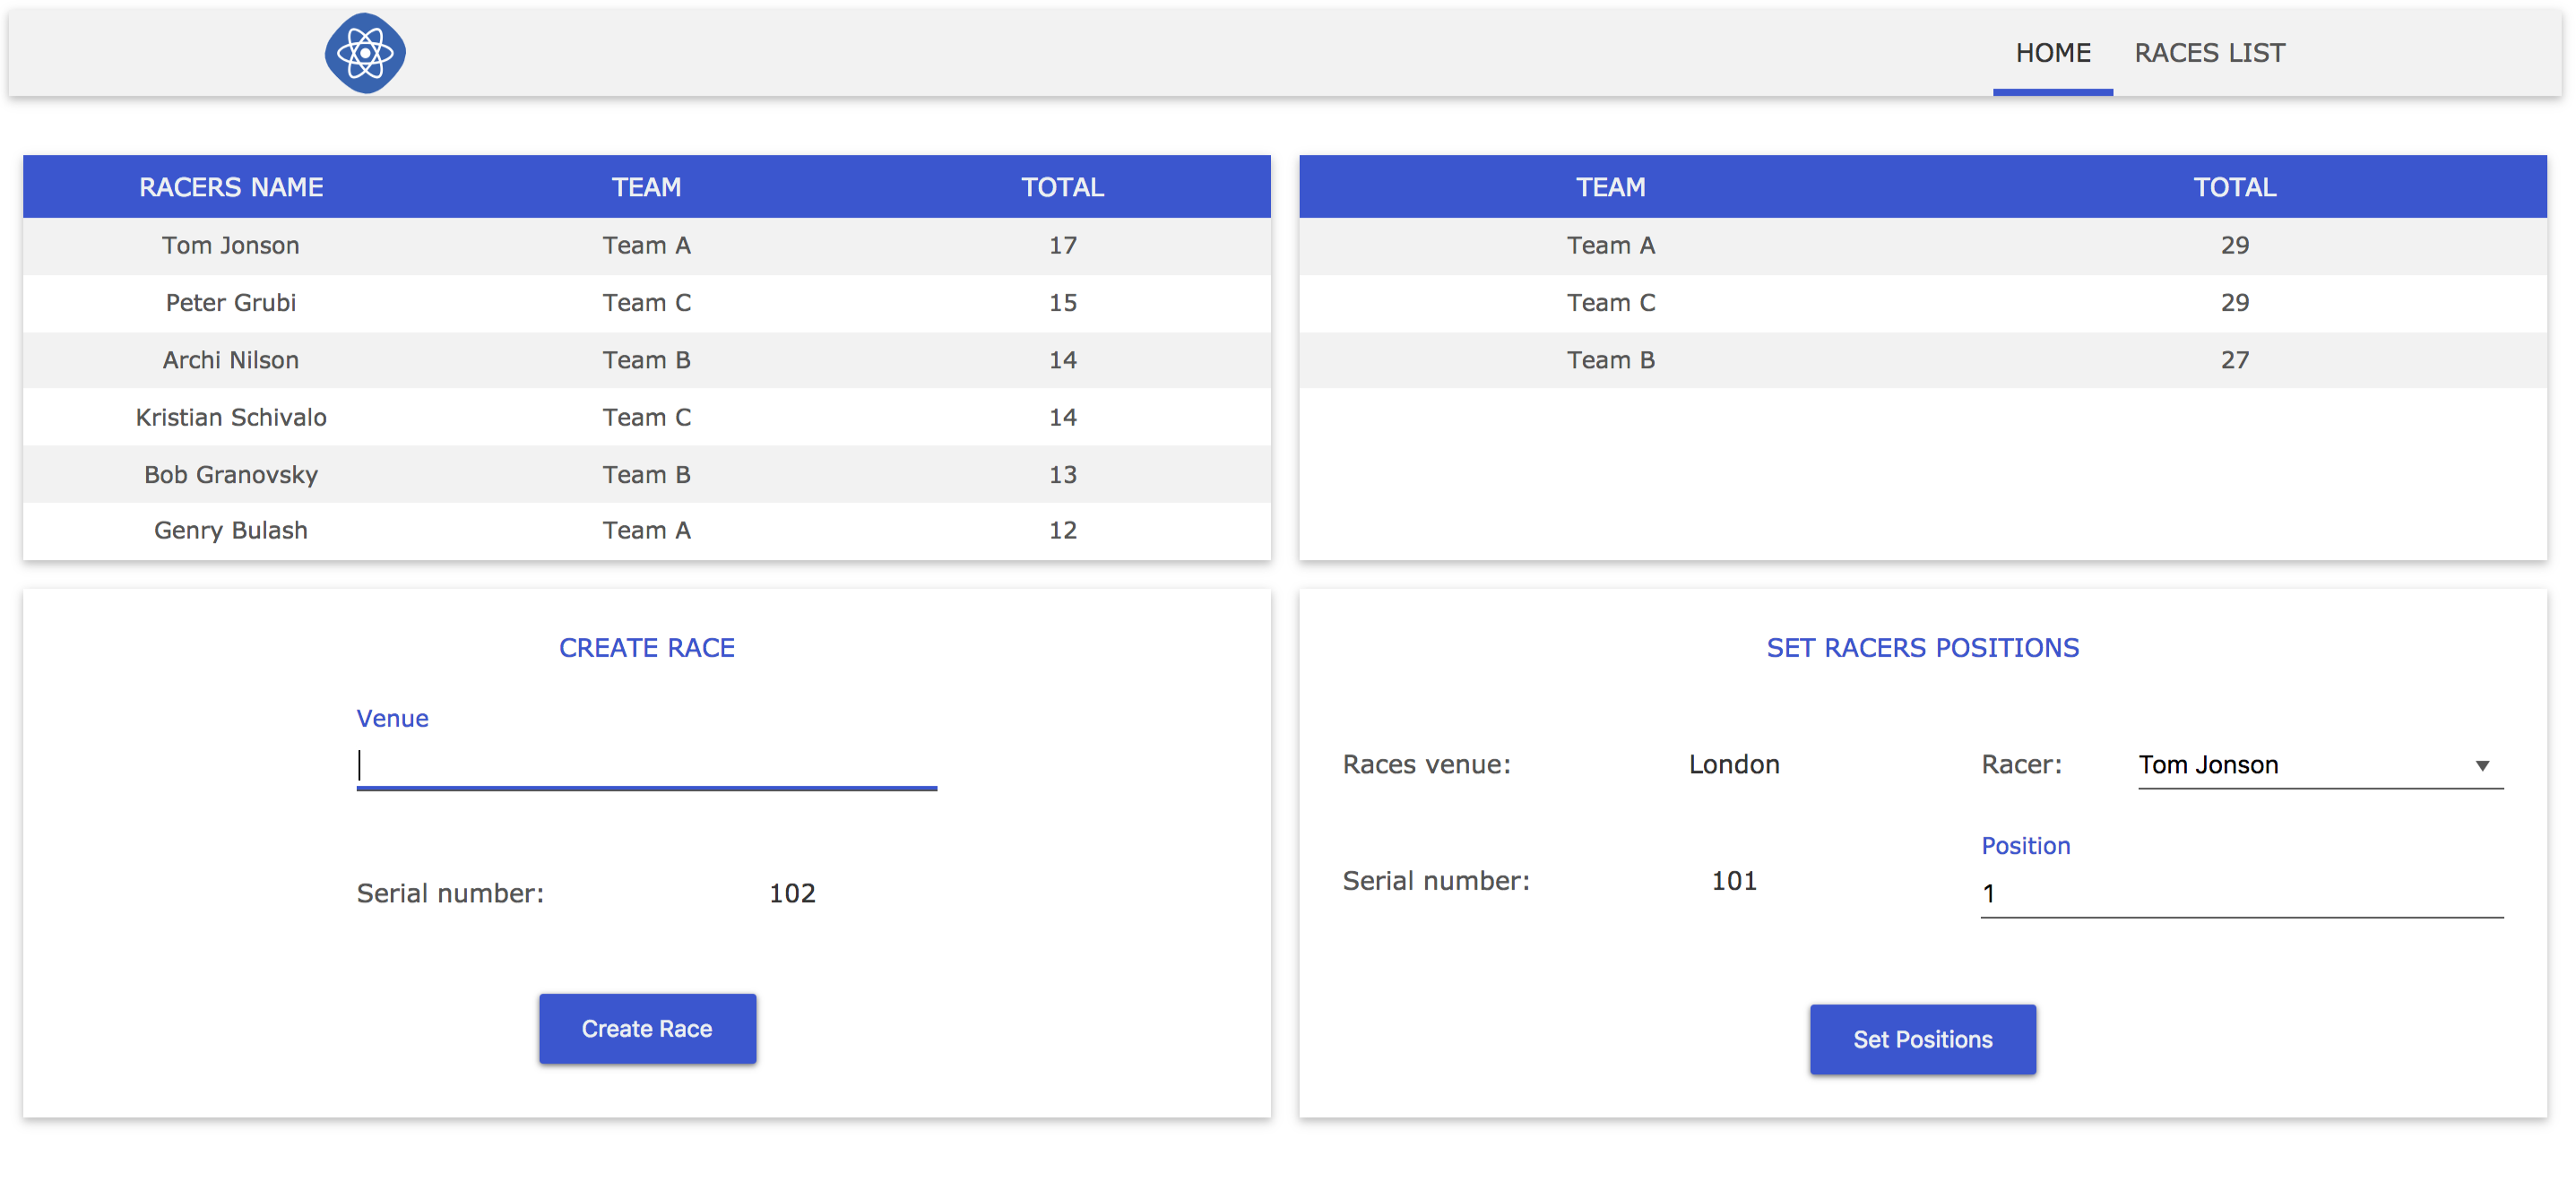 HOME RACES LIST
RACERS NAME TEAM TOTAL
Tom Jonson Team A 17
Peter Grubi Team C 15
Archi Nilson Team B 14
Kristian Schivalo Team C 14
Bob Granovsky Team B 13
Genry Bulash Team A 12
TEAM TOTAL
Team A 29
Team C 29
Team B 27
CREATE RACE
Venue
Serial number: 102
Create Race
SET RACERS POSITIONS
Races venue: London
Racer: Tom Jonson
Serial number: 101
Position
1
Set Positions